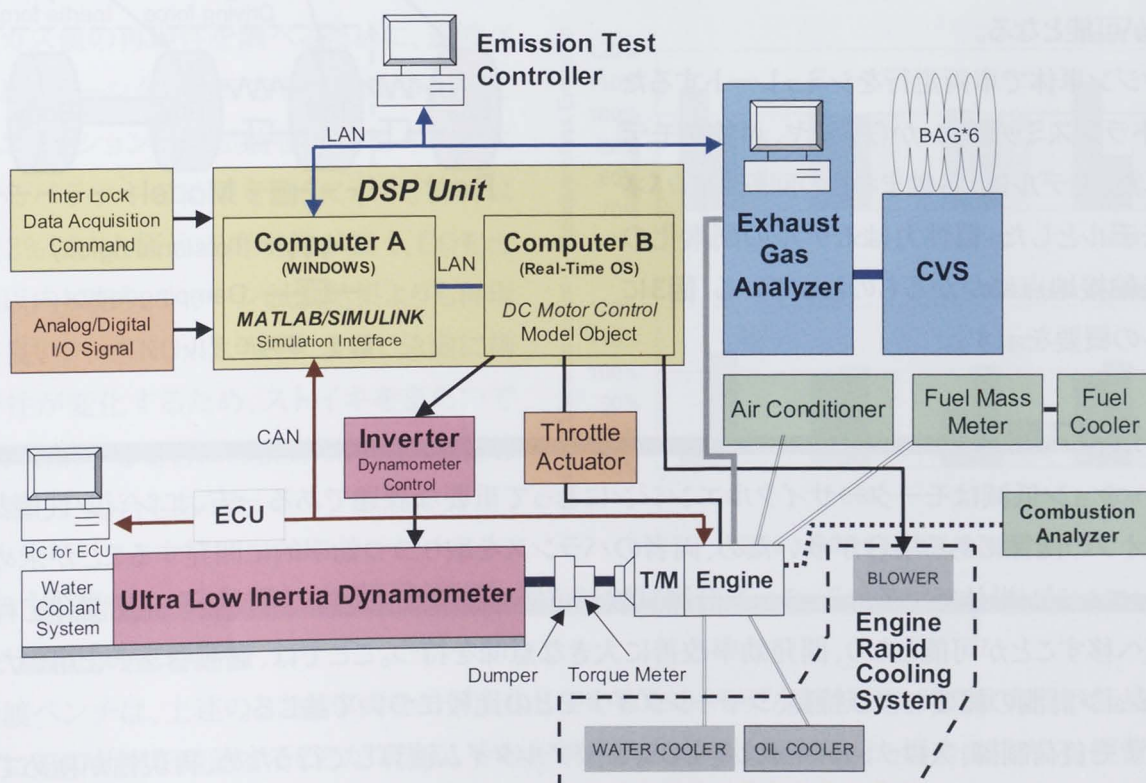 Emission Test
Controller
LAN
BAG*6
DSP Unit
Inter Lock
Data Acquisition
Command
Computer A
(WINDOWS)
MATLAB/SIMULINK
Simulation Interface
LAN
Computer B
(Real-Time OS)
DC Motor Control
Model Object
Exhaust
Gas
Analyzer
CVS
Analog/Digital
I/O Signal
CAN
Inverter
Dynamometer
Control
Throttle
Actuator
Air Conditioner
Fuel Mass
Meter
Fuel
Cooler
ECU
PC for ECU
Combustion
Analyzer
Water
Coolant
System
Ultra Low Inertia Dynamometer
T/M
Engine
BLOWER
Engine
Rapid
Cooling
System
Dumper
Torque Meter
WATER COOLER
OIL COOLER